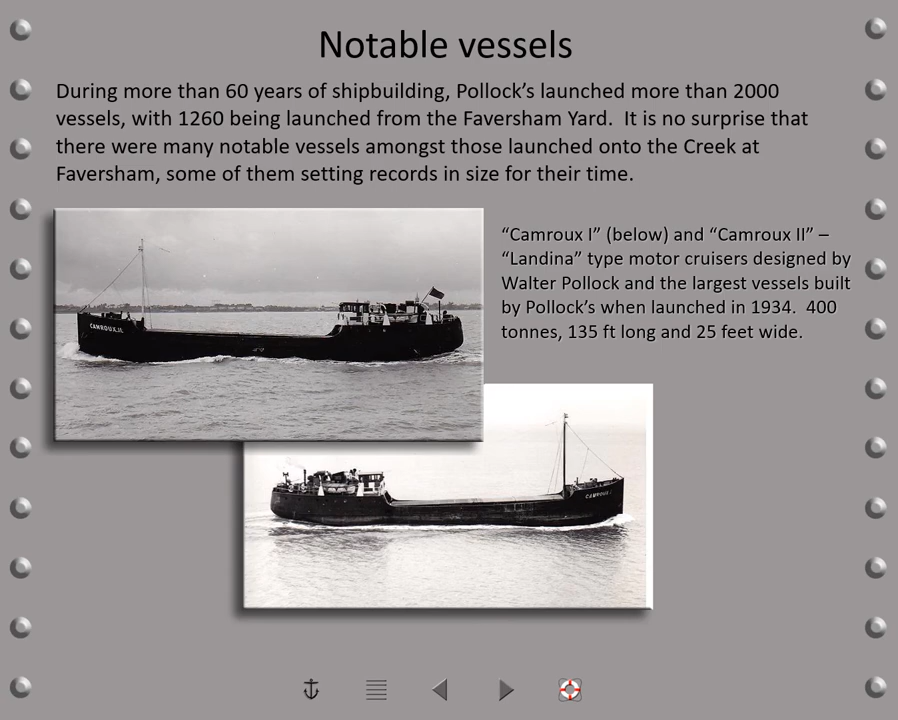 Notable vessels
During more than 60 years of shipbuilding, Pollock’s launched more than 2000
vessels, with 1260 being launched from the Faversham Yard.  It is no surprise that
there were many notable vessels amongst those launched onto the Creek at
Faversham, some of them setting records in size for their time.
“Camroux I” (below) and “Camroux II” –
“Landina” type motor cruisers designed by
Walter Pollock and the largest vessels built
by Pollock’s when launched in 1934.  400
tonnes, 135 ft long and 25 feet wide.
CAMROUX.II.
CAMROUX I